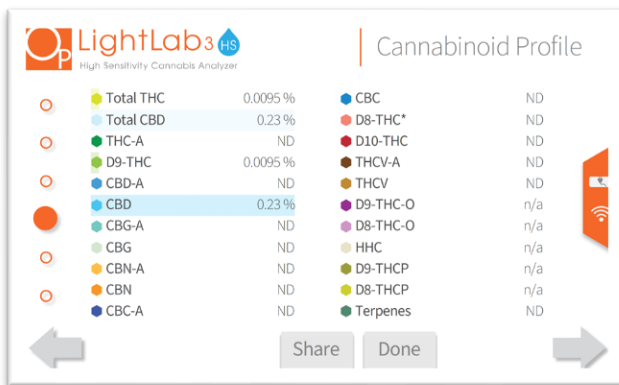 OP LightLab3 HS
High Sensitivity Cannabis Analyzer
Cannabinoid Profile
Total THC 0.0095 %
Total CBD 0.23 %
THC-A ND
D9-THC 0.0095 %
CBD-A ND
CBD 0.23 %
CBG-A ND
CBG ND
CBN-A ND
CBN ND
CBC-A ND
CBC ND
D8-THC* ND
D10-THC ND
THCV-A ND
THCV ND
D9-THC-O n/a
D8-THC-O n/a
HHC n/a
D9-THCP n/a
D8-THCP n/a
Terpenes ND
Share Done